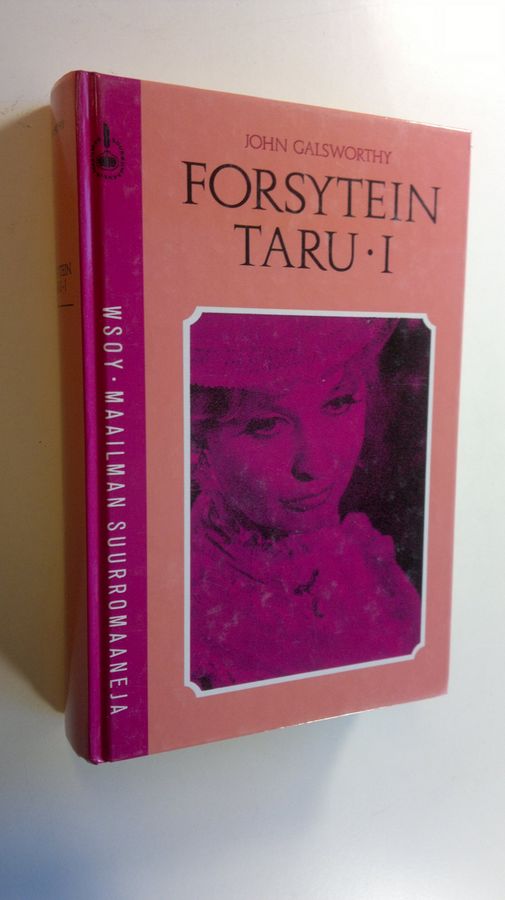 JOHN GALSWORTHY
FORSYTEIN
TARU · I
WSOY · MAAILMAN SUURROMAANEJA